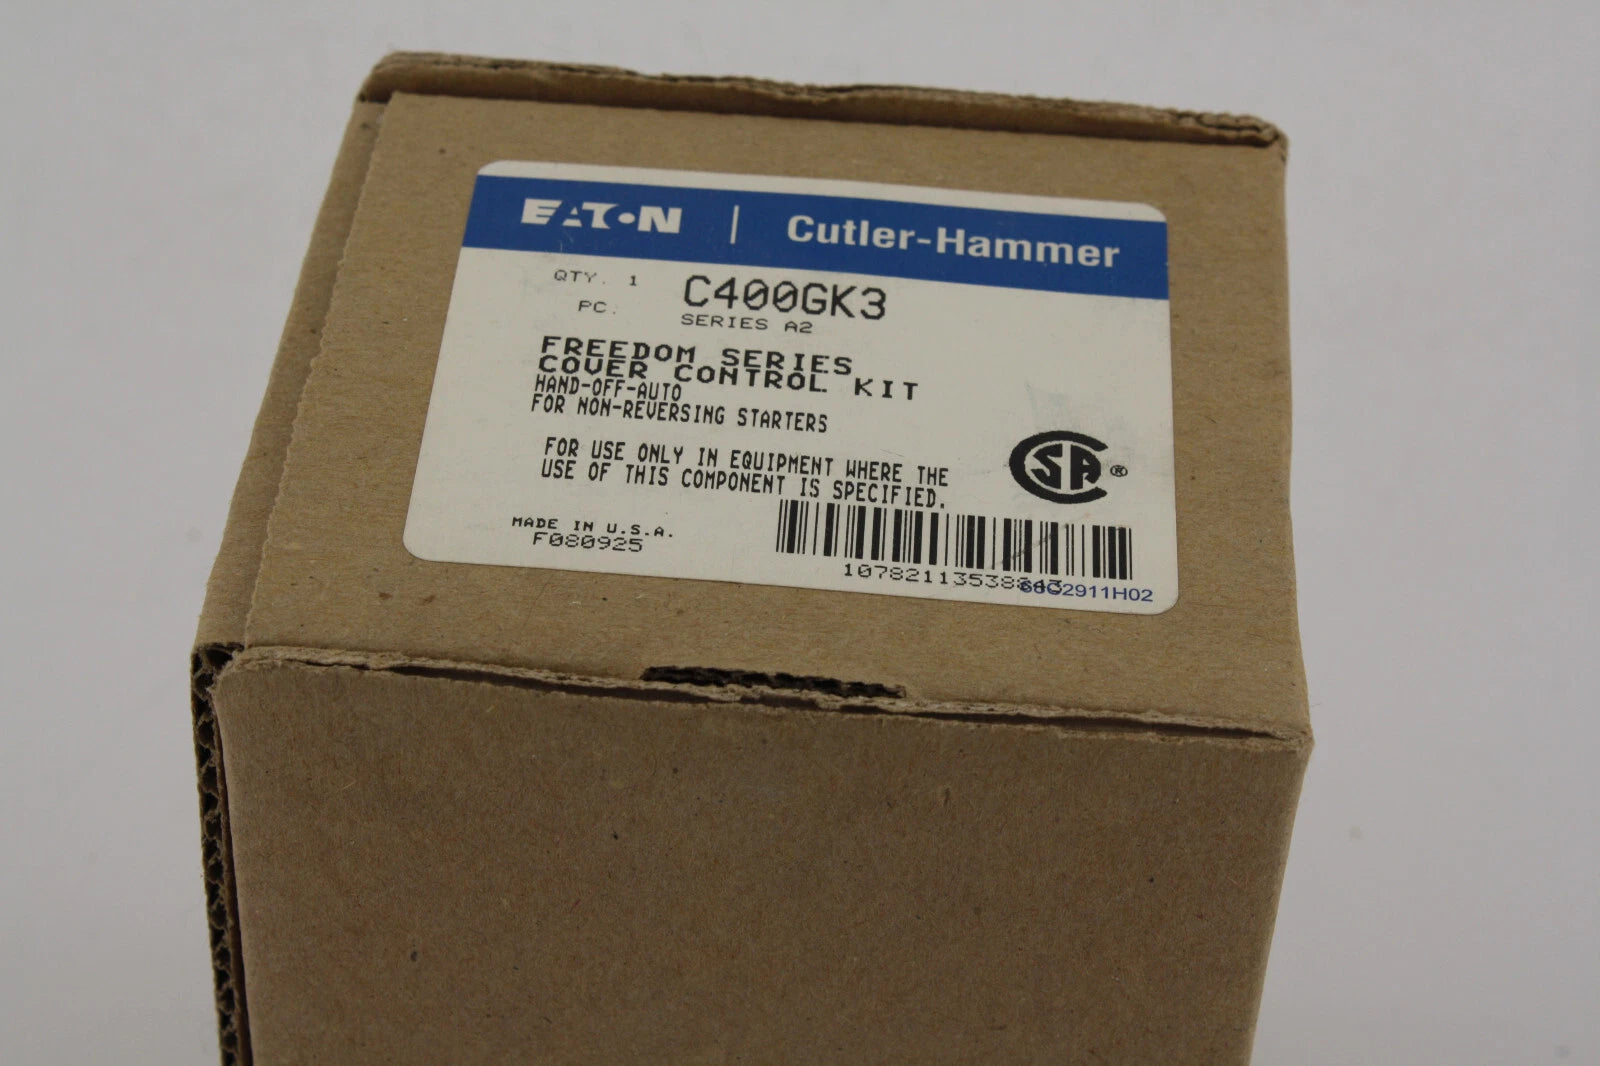 EATON | Cutler-Hammer
QTY. 1 C400GK3
PC. SERIES A2
FREEDOM SERIES
COVER CONTROL KIT
HAND-OFF-AUTO
FOR NON-REVERSING STARTERS
FOR USE ONLY IN EQUIPMENT WHERE THE
USE OF THIS COMPONENT IS SPECIFIED.
CSA®
MADE IN U.S.A.
F080925